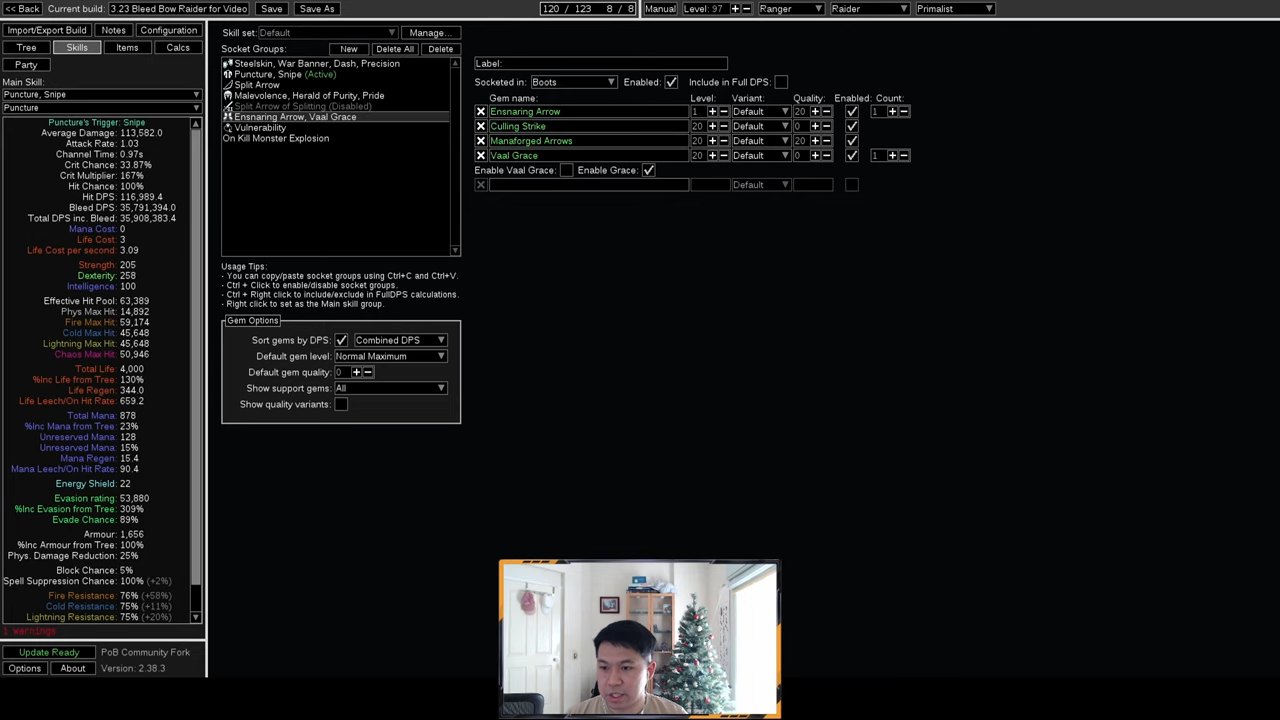 << Back Current build: 3.23 Bleed Bow Raider for Video Save Save As 120 / 123 8 / 8 Manual Level: 97 + − Ranger Raider Primalist
Import/Export Build Notes Configuration
Tree Skills Items Calcs
Party
Main Skill:
Puncture, Snipe
Puncture
Puncture's Trigger: Snipe
Average Damage: 113,582.0
Attack Rate: 1.03
Channel Time: 0.97s
Crit Chance: 33.87%
Crit Multiplier: 167%
Hit Chance: 100%
Hit DPS: 116,989.4
Bleed DPS: 35,791,394.0
Total DPS inc. Bleed: 35,908,383.4
Mana Cost: 0
Life Cost: 3
Life Cost per second: 3.09
Strength: 205
Dexterity: 258
Intelligence: 100
Effective Hit Pool: 63,389
Phys Max Hit: 14,892
Fire Max Hit: 59,174
Cold Max Hit: 45,648
Lightning Max Hit: 45,648
Chaos Max Hit: 50,946
Total Life: 4,000
%Inc Life from Tree: 130%
Life Regen: 344.0
Life Leech/On Hit Rate: 659.2
Total Mana: 878
%Inc Mana from Tree: 23%
Unreserved Mana: 128
Unreserved Mana: 15%
Mana Regen: 15.4
Mana Leech/On Hit Rate: 90.4
Energy Shield: 22
Evasion rating: 53,880
%Inc Evasion from Tree: 309%
Evade Chance: 89%
Armour: 1,656
%Inc Armour from Tree: 100%
Phys. Damage Reduction: 25%
Block Chance: 5%
Spell Suppression Chance: 100% (+2%)
Fire Resistance: 76% (+58%)
Cold Resistance: 75% (+11%)
Lightning Resistance: 75% (+20%)
1 warnings
Update Ready PoB Community Fork
Options About Version: 2.38.3
Skill set: Default Manage...
Socket Groups: New Delete All Delete
Steelskin, War Banner, Dash, Precision
Puncture, Snipe (Active)
Split Arrow
Malevolence, Herald of Purity, Pride
Split Arrow of Splitting (Disabled)
Ensnaring Arrow, Vaal Grace
Vulnerability
On Kill Monster Explosion
Usage Tips:
- You can copy/paste socket groups using Ctrl+C and Ctrl+V.
- Ctrl + Click to enable/disable socket groups.
- Ctrl + Right click to include/exclude in FullDPS calculations.
- Right click to set as the Main skill group.
Gem Options
Sort gems by DPS: Combined DPS
Default gem level: Normal Maximum
Default gem quality: 0 + −
Show support gems: All
Show quality variants:
Label:
Socketed in: Boots Enabled: Include in Full DPS:
Gem name: Level: Variant: Quality: Enabled: Count:
Ensnaring Arrow 1 + − Default 20 + − 1 + −
Culling Strike 20 + − Default 0 + −
Manaforged Arrows 20 + − Default 20 + −
Vaal Grace 20 + − Default 0 + − 1 + −
Enable Vaal Grace: Enable Grace:
Default